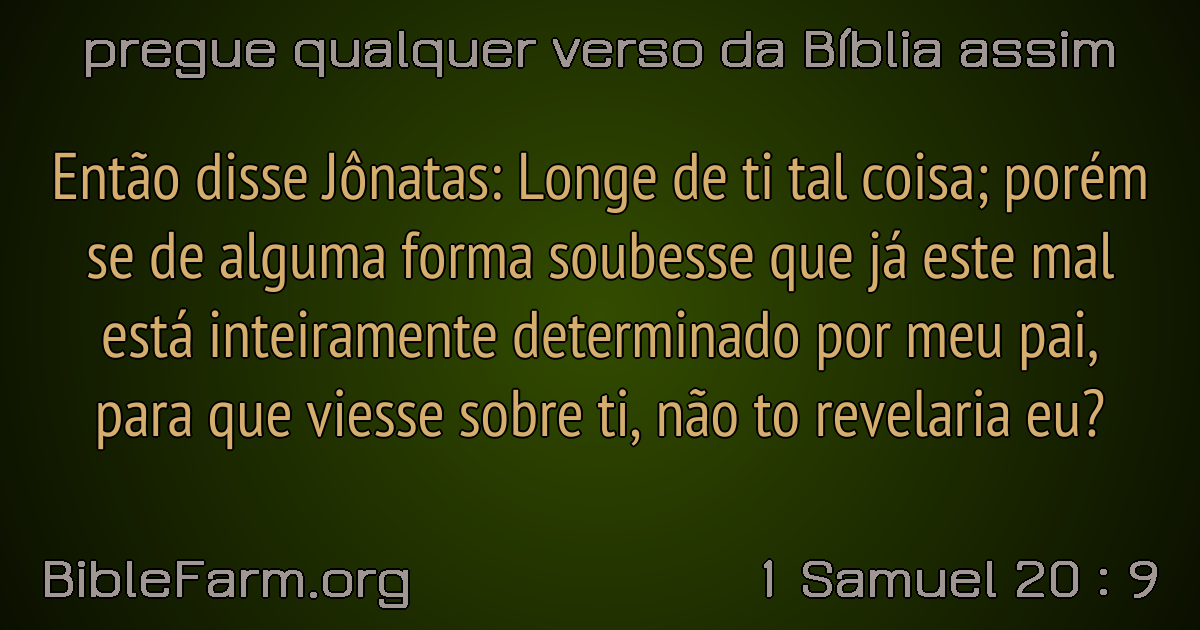 pregue qualquer verso da Bíblia assim
Então disse Jônatas: Longe de ti tal coisa; porém
se de alguma forma soubesse que já este mal
está inteiramente determinado por meu pai,
para que viesse sobre ti, não to revelaria eu?
BibleFarm.org
1 Samuel 20 : 9